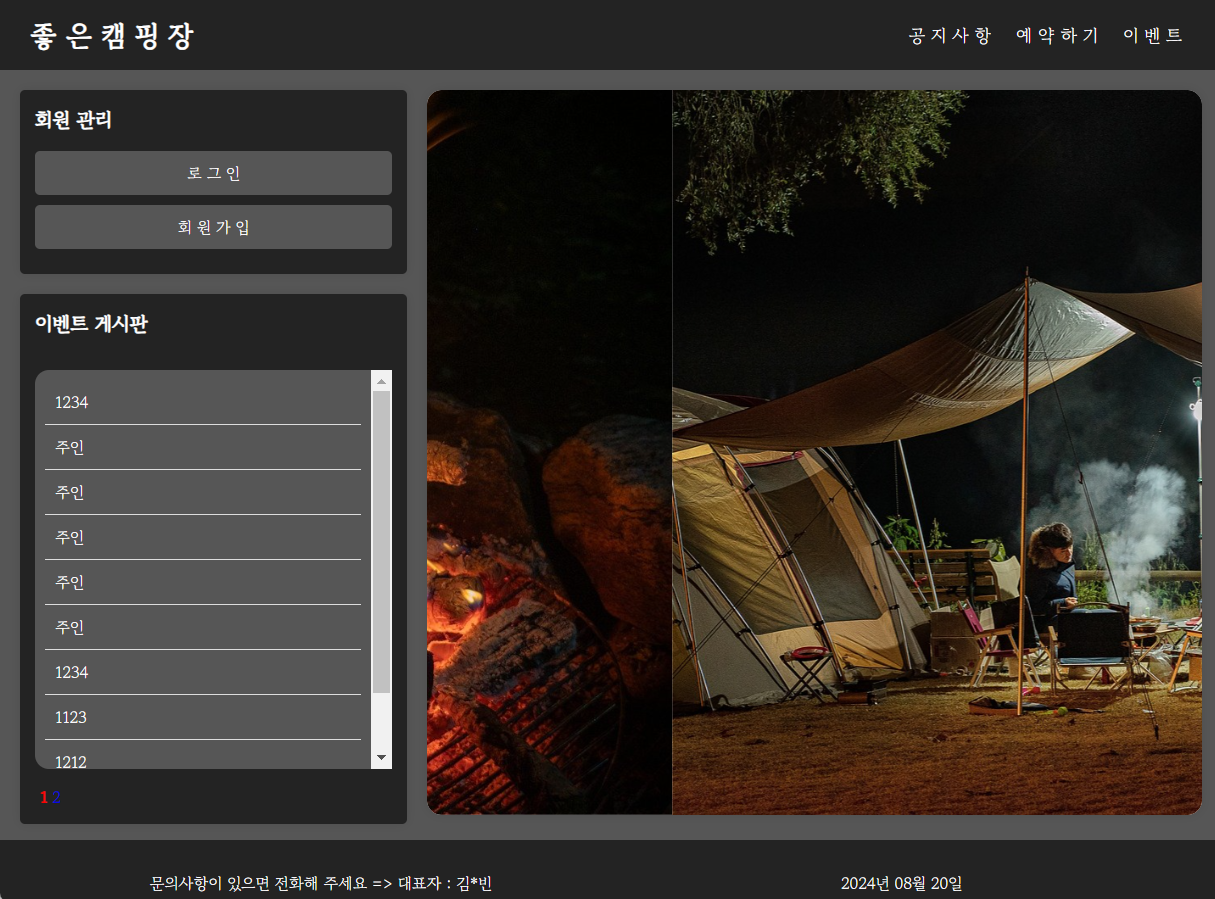 좋은캠핑장
공지사항 예약하기 이벤트
회원 관리
로그인
회원가입
이벤트 게시판
1234
주인
주인
주인
주인
주인
1234
1123
1212
1 2
문의사항이 있으면 전화해 주세요 => 대표자 : 김*빈
2024년 08월 20일